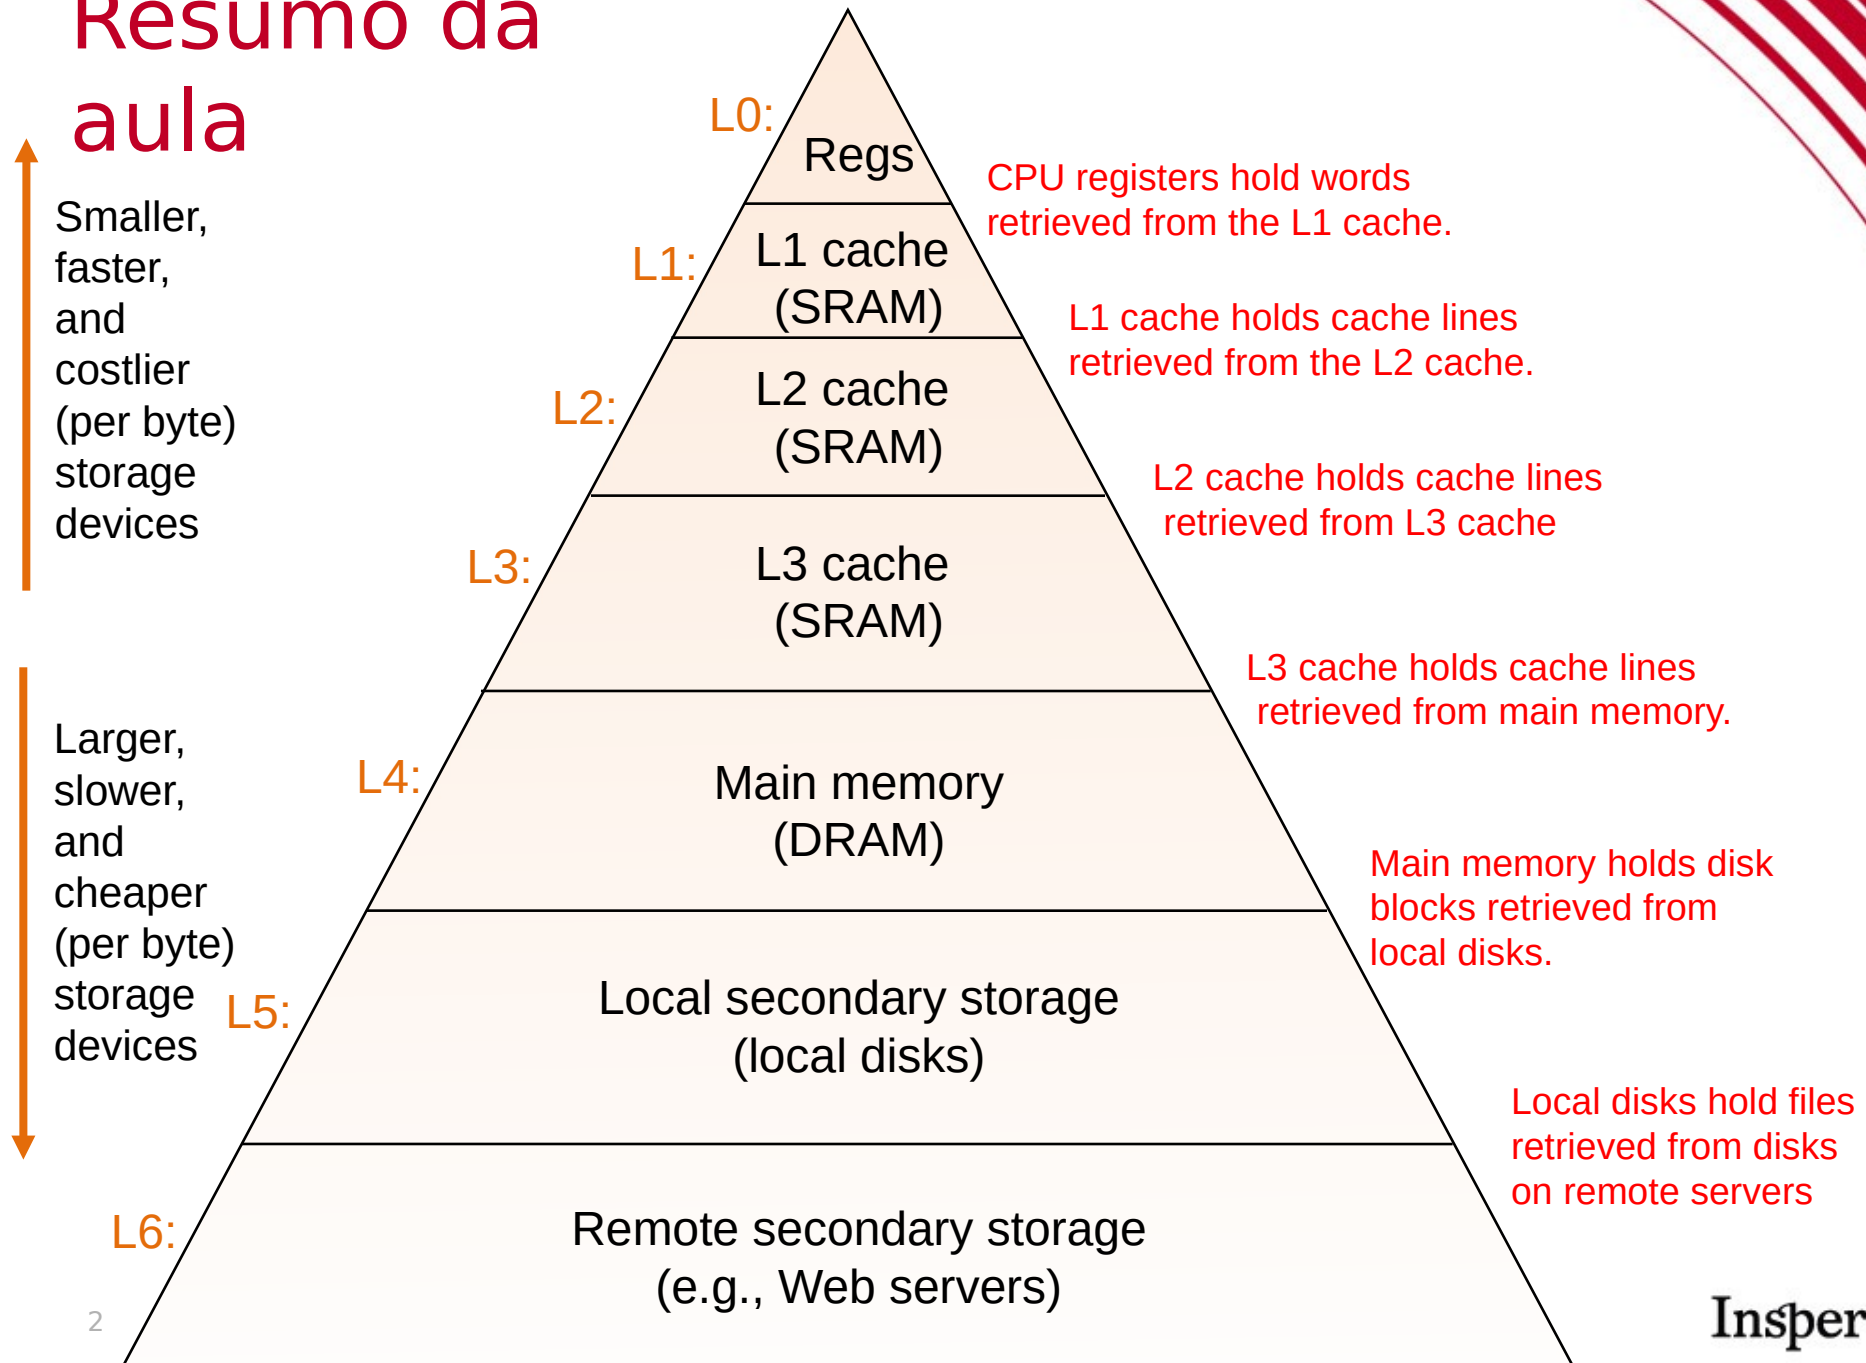 Resumo da
aula
Smaller,
faster,
and
costlier
(per byte)
storage
devices
Larger,
slower,
and
cheaper
(per byte)
storage
devices
L0:
Regs
CPU registers hold words
retrieved from the L1 cache.
L1:
L1 cache
(SRAM)
L1 cache holds cache lines
retrieved from the L2 cache.
L2:
L2 cache
(SRAM)
L2 cache holds cache lines
retrieved from L3 cache
L3:
L3 cache
(SRAM)
L3 cache holds cache lines
retrieved from main memory.
L4:
Main memory
(DRAM)
Main memory holds disk
blocks retrieved from
local disks.
L5:
Local secondary storage
(local disks)
Local disks hold files
retrieved from disks
on remote servers
L6:
Remote secondary storage
(e.g., Web servers)
2
Insper